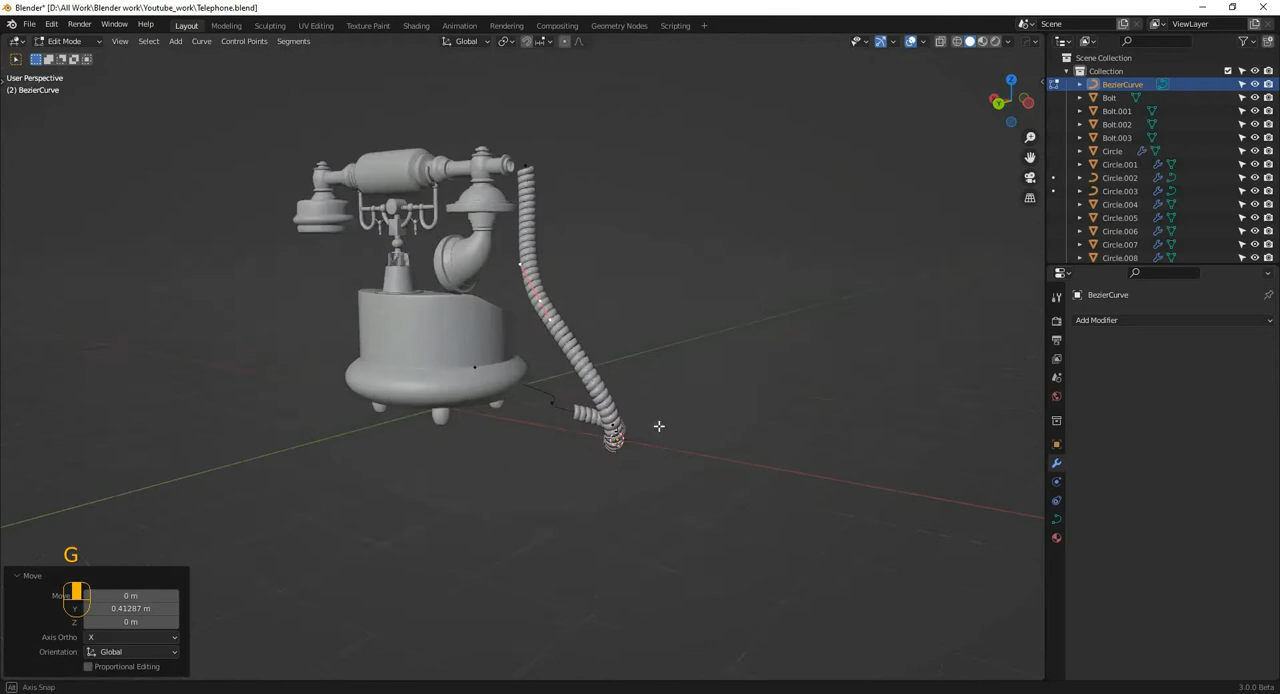 Blender* [D:\All Work\Blender work\Youtube_work\Telephone.blend]
File Edit Render Window Help Layout Modeling Sculpting UV Editing Texture Paint Shading Animation Rendering Compositing Geometry Nodes Scripting + Scene ViewLayer
Edit Mode View Select Add Curve Control Points Segments Global
User Perspective
(2) BezierCurve
Scene Collection
Collection
BezierCurve
Bolt
Bolt.001
Bolt.002
Bolt.003
Circle
Circle.001
Circle.002
Circle.003
Circle.004
Circle.005
Circle.006
Circle.007
Circle.008
BezierCurve
Add Modifier
Z
X
Y
G
Move
Move 0 m
Y 0.41287 m
Z 0 m
Axis Ortho X
Orientation Global
Proportional Editing
Alt Axis Snap
3.0.0 Beta